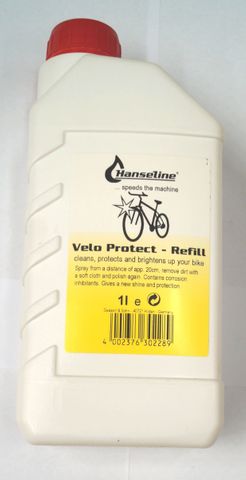 Hanseline®
... speeds the machine
Velo Protect - Refill
cleans, protects and brightens up your bike
Spray from a distance of app. 20cm, remove dirt with
a soft cloth and polish again. Contains corrosion
inhibitants. Gives a new shine and protection.
1l e
Germany
4 002376 302289